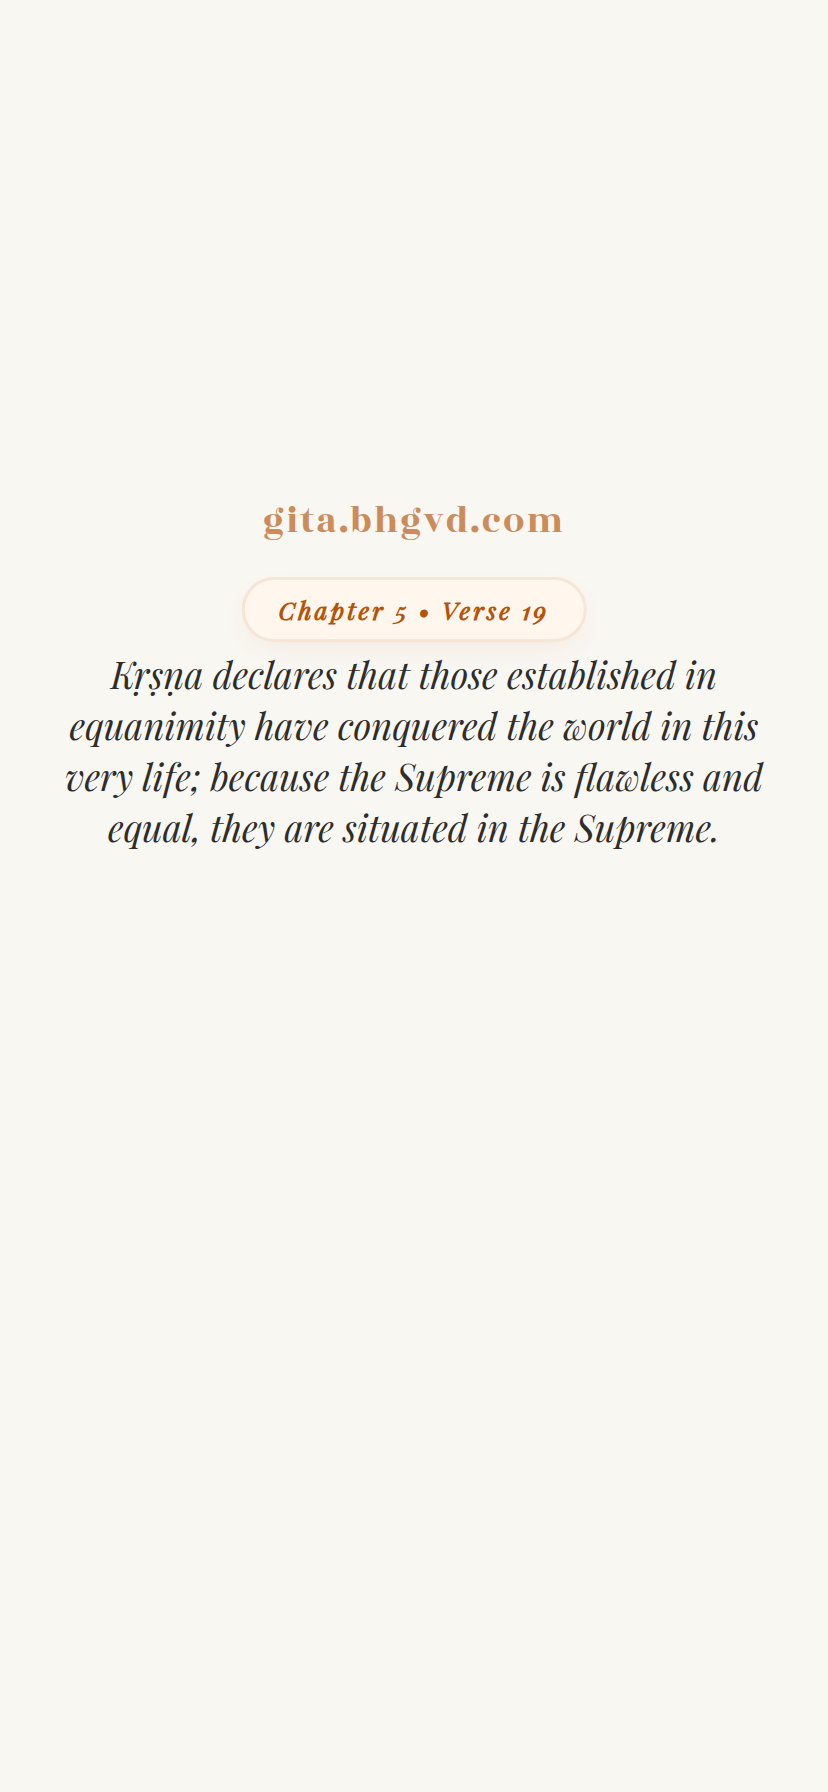 gita.bhgvd.com
Chapter 5 • Verse 19
Kṛṣṇa declares that those established in
equanimity have conquered the world in this
very life; because the Supreme is flawless and
equal, they are situated in the Supreme.